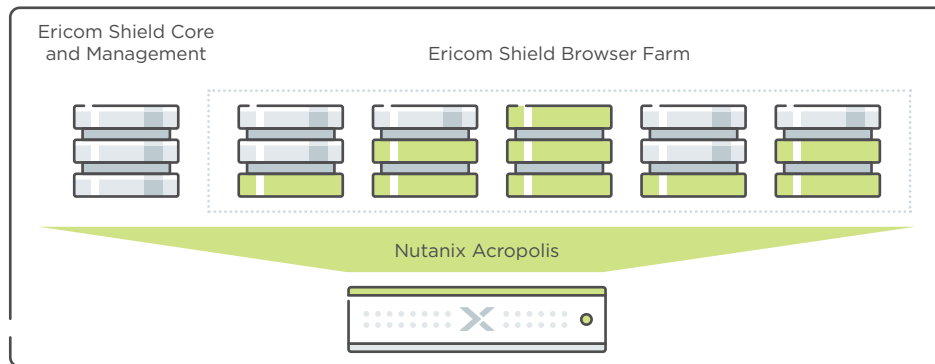 Ericom Shield Core
and Management
Ericom Shield Browser Farm
Nutanix Acropolis